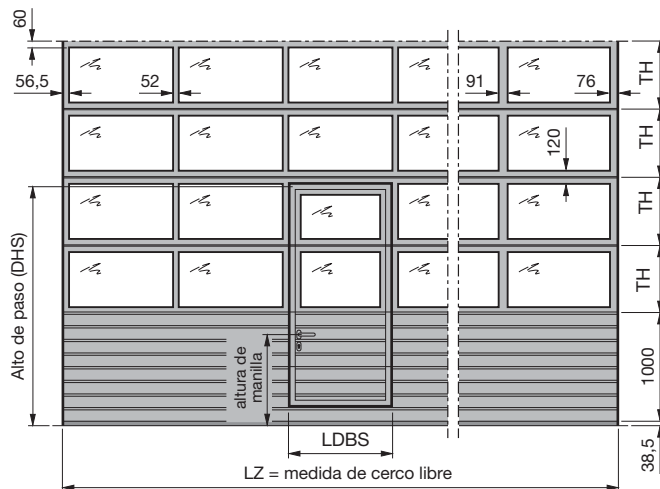 60
56,5
52
91
76
TH
120
TH
TH
TH
Alto de paso (DHS)
altura de
manilla
1000
38,5
LDBS
LZ = medida de cerco libre